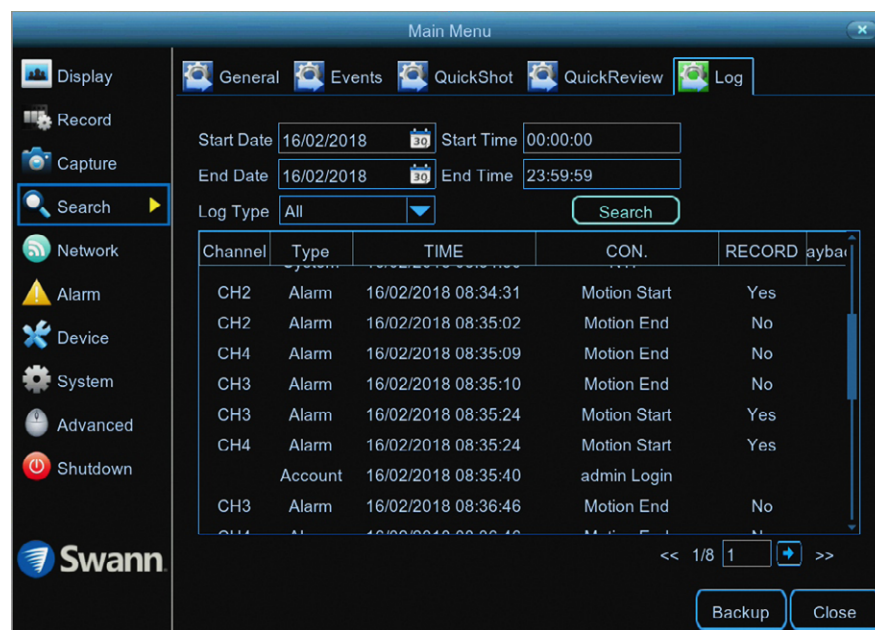 Main Menu
Display
Record
Capture
Search
Network
Alarm
Device
System
Advanced
Shutdown
Swann
General Events QuickShot QuickReview Log
Start Date 16/02/2018 30 Start Time 00:00:00
End Date 16/02/2018 30 End Time 23:59:59
Log Type All Search
Channel Type TIME CON. RECORD aybac
CH2 Alarm 16/02/2018 08:34:31 Motion Start Yes
CH2 Alarm 16/02/2018 08:35:02 Motion End No
CH4 Alarm 16/02/2018 08:35:09 Motion End No
CH3 Alarm 16/02/2018 08:35:10 Motion End No
CH3 Alarm 16/02/2018 08:35:24 Motion Start Yes
CH4 Alarm 16/02/2018 08:35:24 Motion Start Yes
Account 16/02/2018 08:35:40 admin Login
CH3 Alarm 16/02/2018 08:36:46 Motion End No
<< 1/8 1 >>
Backup Close